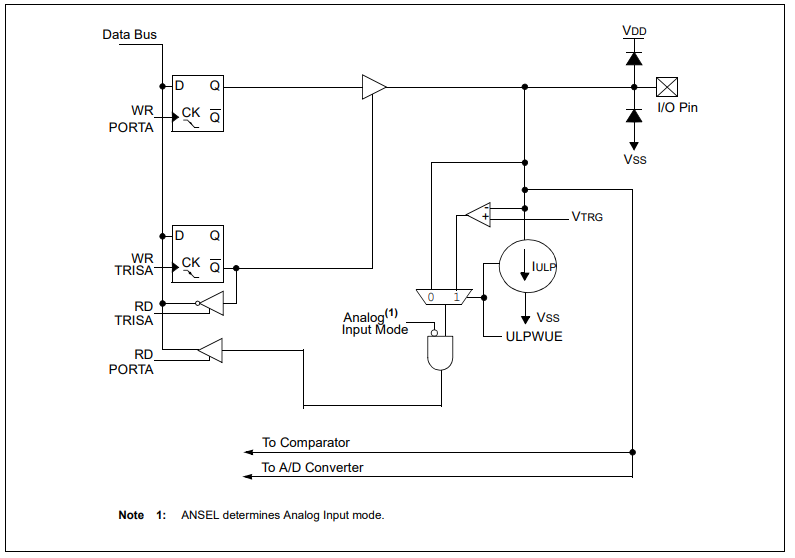 Data Bus
VDD
D Q
WR
PORTA
CK Q
I/O Pin
VSS
D Q
-
+
VTRG
WR
TRISA
CK Q
IULP
0 1
RD
TRISA
Analog(1)
Input Mode
VSS
ULPWUE
RD
PORTA
To Comparator
To A/D Converter
Note 1: ANSEL determines Analog Input mode.